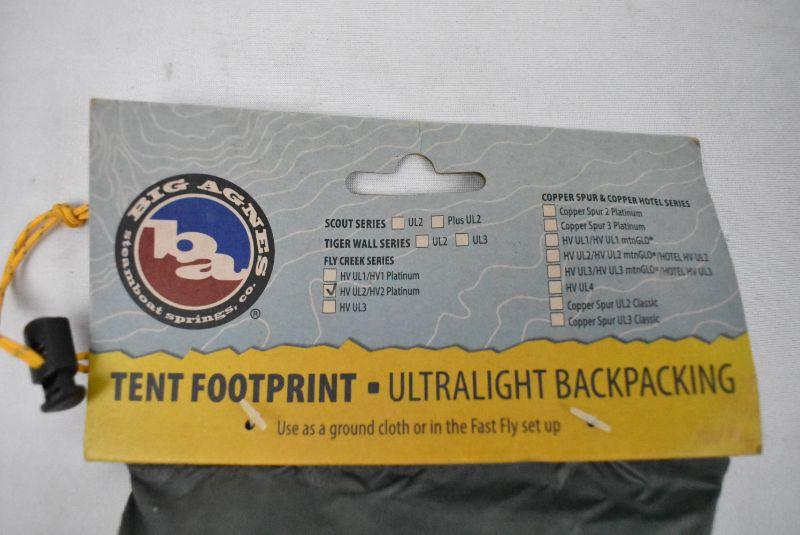 BIG AGNES
ba
steamboat springs, co.
®
SCOUT SERIES UL2 Plus UL2
TIGER WALL SERIES UL2 UL3
FLY CREEK SERIES
HV UL1/HV1 Platinum
HV UL2/HV2 Platinum
HV UL3
COPPER SPUR & COPPER HOTEL SERIES
Copper Spur 2 Platinum
Copper Spur 3 Platinum
HV UL1/HV UL1 mtnGLO®
HV UL2/HV UL2 mtnGLO®/HOTEL HV UL2
HV UL3/HV UL3 mtnGLO®/HOTEL HV UL3
HV UL4
Copper Spur UL2 Classic
Copper Spur UL3 Classic
TENT FOOTPRINT ▪ ULTRALIGHT BACKPACKING
Use as a ground cloth or in the Fast Fly set up